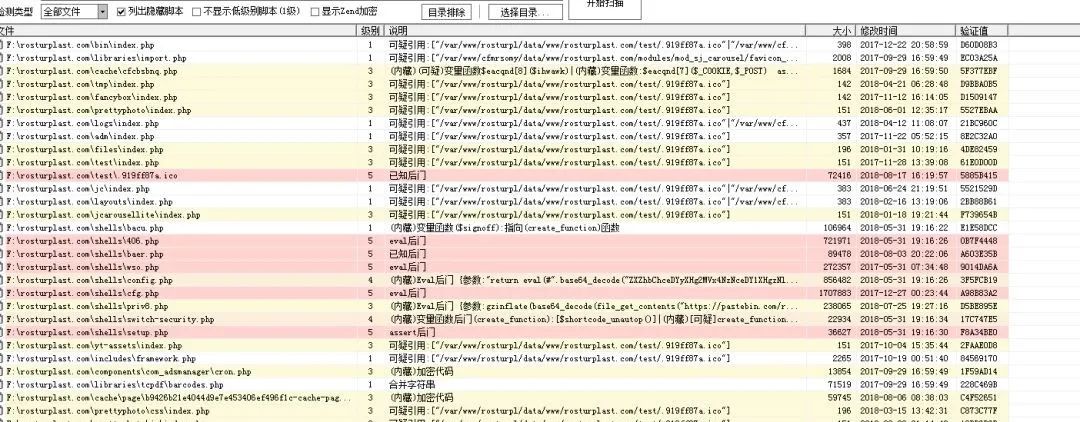 检测类型 全部文件 列出隐藏脚本 不显示低级别脚本(1级) 显示Zend加密 目录排除 选择目录... 开始扫描
文件 级别 说明 大小 修改时间 验证值
F:\rosturplast.com\bin\index.php 1 可疑引用:["/var/www/rosturpl/data/www/rosturplast.com/test/.919ff87a.ico"|"/var/www/cf... 398 2017-12-22 20:58:59 D60D08B3
F:\rosturplast.com\libraries\import.php 1 可疑引用:["/var/www/cfmrsomy/data/www/rosturplast.com/modules/mod_sj_carousel/favicon_... 2008 2017-09-29 16:59:49 EC03A25A
F:\rosturplast.com\cache\cfcbsbnq.php 3 (内藏)(可疑)变量函数$eacqnd[8]($ihwawk)|(内藏)变量函数:$eacqnd[7]($_COOKIE,$_POST) as... 1684 2017-09-29 16:59:50 5F377EBF
F:\rosturplast.com\tmp\index.php 3 可疑引用:["/var/www/rosturpl/data/www/rosturplast.com/test/.919ff87a.ico"] 142 2018-04-21 06:28:48 D9BBA0B5
F:\rosturplast.com\fancybox\index.php 3 可疑引用:["/var/www/rosturpl/data/www/rosturplast.com/test/.919ff87a.ico"] 142 2017-11-12 16:14:05 D1509147
F:\rosturplast.com\prettyphoto\index.php 3 可疑引用:["/var/www/rosturpl/data/www/rosturplast.com/test/.919ff87a.ico"] 151 2018-06-01 12:35:17 5527EBAA
F:\rosturplast.com\logs\index.php 1 可疑引用:["/var/www/rosturpl/data/www/rosturplast.com/test/.919ff87a.ico"|"/var/www/cf... 437 2018-04-12 11:08:07 21BC960C
F:\rosturplast.com\adm\index.php 1 可疑引用:["/var/www/rosturpl/data/www/rosturplast.com/test/.919ff87a.ico"] 357 2017-11-22 05:52:15 8E2C32A0
F:\rosturplast.com\files\index.php 3 可疑引用:["/var/www/rosturpl/data/www/rosturplast.com/test/.919ff87a.ico"] 196 2018-01-31 10:19:16 4DE82459
F:\rosturplast.com\test\index.php 3 可疑引用:["/var/www/rosturpl/data/www/rosturplast.com/test/.919ff87a.ico"] 151 2017-11-28 13:39:08 61E0D00D
F:\rosturplast.com\test\.919ff87a.ico 5 已知后门 72416 2018-08-17 16:19:57 5885B415
F:\rosturplast.com\jc\index.php 1 可疑引用:["/var/www/rosturpl/data/www/rosturplast.com/test/.919ff87a.ico"|"/var/www/cf... 383 2018-06-24 21:19:51 5521529D
F:\rosturplast.com\layouts\index.php 1 可疑引用:["/var/www/rosturpl/data/www/rosturplast.com/test/.919ff87a.ico"|"/var/www/cf... 383 2018-02-16 13:19:06 2BB88B61
F:\rosturplast.com\jcarousellite\index.php 3 可疑引用:["/var/www/rosturpl/data/www/rosturplast.com/test/.919ff87a.ico"] 151 2018-01-18 19:21:44 F739654B
F:\rosturplast.com\shells\bacu.php 1 (内藏)变量函数($signoff):指向(create_function)函数 106964 2018-05-31 19:16:22 E1E58DCC
F:\rosturplast.com\shells\406.php 5 eval后门 721971 2018-05-31 19:16:26 0B7F4448
F:\rosturplast.com\shells\baer.php 5 已知后门 89478 2018-08-03 20:22:06 A603E35B
F:\rosturplast.com\shells\wso.php 5 eval后门 272357 2018-05-31 07:34:48 9014DA6A
F:\rosturplast.com\shells\config.php 4 (内藏)Eval后门 {参数:"return eval(#".base64_decode( 856482 2018-05-31 19:16:26 3F5FCB19
F:\rosturplast.com\shells\cfg.php 5 eval后门 1707883 2017-12-27 00:23:44 A98B83A2
F:\rosturplast.com\shells\priv6.php 3 (内藏)Eval后门 {参数:gzinflate(base64_decode(file_get_contents("https://pastebin.com/r... 238065 2018-07-25 19:27:16 D5BE895E
F:\rosturplast.com\shells\switch-security.php 4 (内藏)变量函数后门(create_function):[$shortcode_unautop()]|(内藏)[可疑]create_function... 22934 2018-05-31 19:16:34 17C747E5
F:\rosturplast.com\shells\setup.php 5 assert后门 36627 2018-05-31 19:16:30 F8A34BE0
F:\rosturplast.com\yt-assets\index.php 3 可疑引用:["/var/www/rosturpl/data/www/rosturplast.com/test/.919ff87a.ico"] 151 2017-10-04 15:35:44 2FAAE0D8
F:\rosturplast.com\includes\framework.php 1 可疑引用:["/var/www/rosturpl/data/www/rosturplast.com/test/.919ff87a.ico"] 2265 2017-10-19 00:51:40 84569170
F:\rosturplast.com\components\com_adsmanager\cron.php 3 (内藏)加密代码 13854 2017-09-29 16:59:49 1F59AD14
F:\rosturplast.com\libraries\tcpdf\barcodes.php 1 合并字符串 71519 2017-09-29 16:59:49 228C469B
F:\rosturplast.com\cache\page\b9426b21e4044d9e7e453406ef496f1c-cache-pag... 3 (内藏)加密代码 59745 2018-08-06 08:38:03 C4F52651
F:\rosturplast.com\prettyphoto\css\index.php 3 可疑引用:["/var/www/rosturpl/data/www/rosturplast.com/test/.919ff87a.ico"] 196 2018-03-15 13:42:31 C873C77F